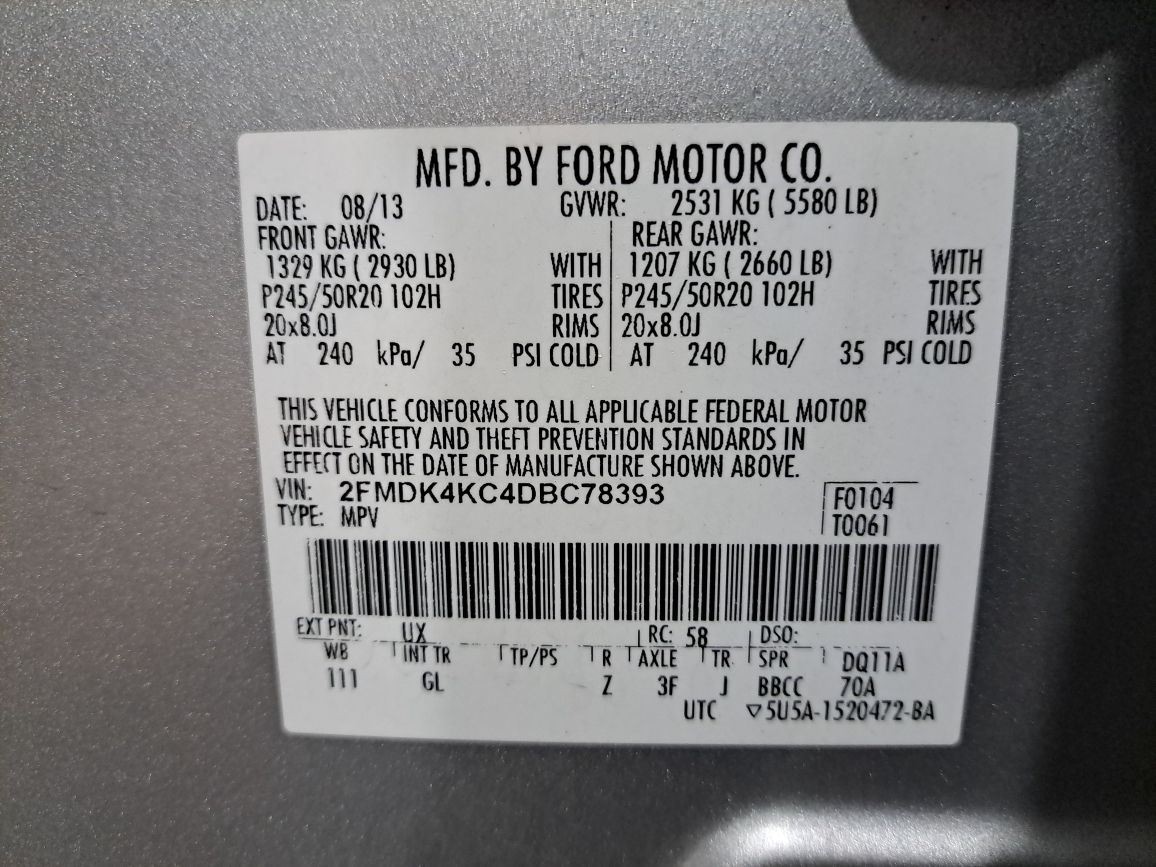 MFD. BY FORD MOTOR CO.
DATE: 08/13 GVWR: 2531 KG ( 5580 LB)
FRONT GAWR: REAR GAWR:
1329 KG ( 2930 LB) WITH 1207 KG ( 2660 LB) WITH
P245/50R20 102H TIRES P245/50R20 102H TIRES
20x8.0J RIMS 20x8.0J RIMS
AT 240 kPa/ 35 PSI COLD AT 240 kPa/ 35 PSI COLD
THIS VEHICLE CONFORMS TO ALL APPLICABLE FEDERAL MOTOR
VEHICLE SAFETY AND THEFT PREVENTION STANDARDS IN
EFFECT ON THE DATE OF MANUFACTURE SHOWN ABOVE.
VIN: 2FMDK4KC4DBC78393 F0104
TYPE: MPV T0061
EXT PNT: UX RC: 58 DSO:
WB INT TR TP/PS R AXLE TR SPR DQ11A
111 GL Z 3F J BBCC 70A
UTC ▽5U5A-1520472-BA